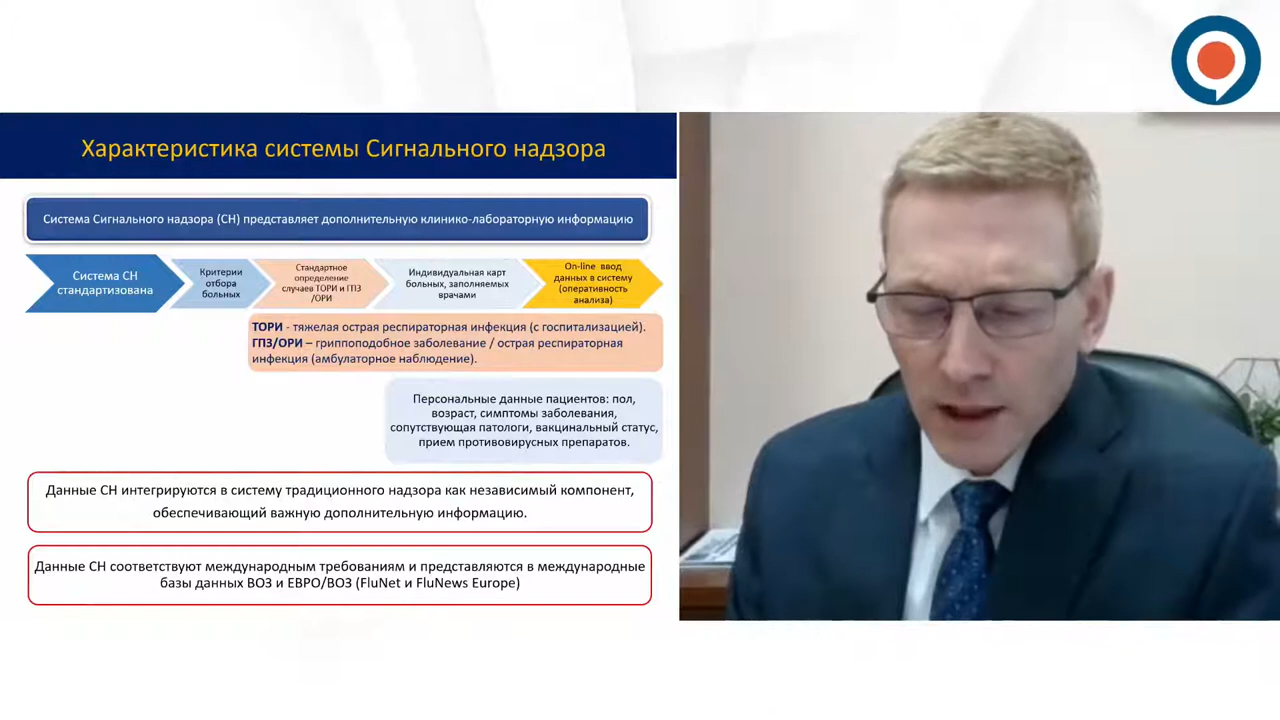 Характеристика системы Сигнального надзора
Система Сигнального надзора (СН) представляет дополнительную клинико-лабораторную информацию
Система СН
стандартизована
Критерии
отбора
больных
Стандартное
определение
случаев ТОРИ и ГПЗ
/ОРИ
Индивидуальная карт
больных, заполняемых
врачами
On-line ввод
данных в систему
(оперативность
анализа)
ТОРИ - тяжелая острая респираторная инфекция (с госпитализацией).
ГПЗ/ОРИ – гриппоподобное заболевание / острая респираторная
инфекция (амбулаторное наблюдение).
Персональные данные пациентов: пол,
возраст, симптомы заболевания,
сопутствующая патологи, вакцинальный статус,
прием противовирусных препаратов.
Данные СН интегрируются в систему традиционного надзора как независимый компонент,
обеспечивающий важную дополнительную информацию.
Данные СН соответствуют международным требованиям и представляются в международные
базы данных ВОЗ и ЕВРО/ВОЗ (FluNet и FluNews Europe)